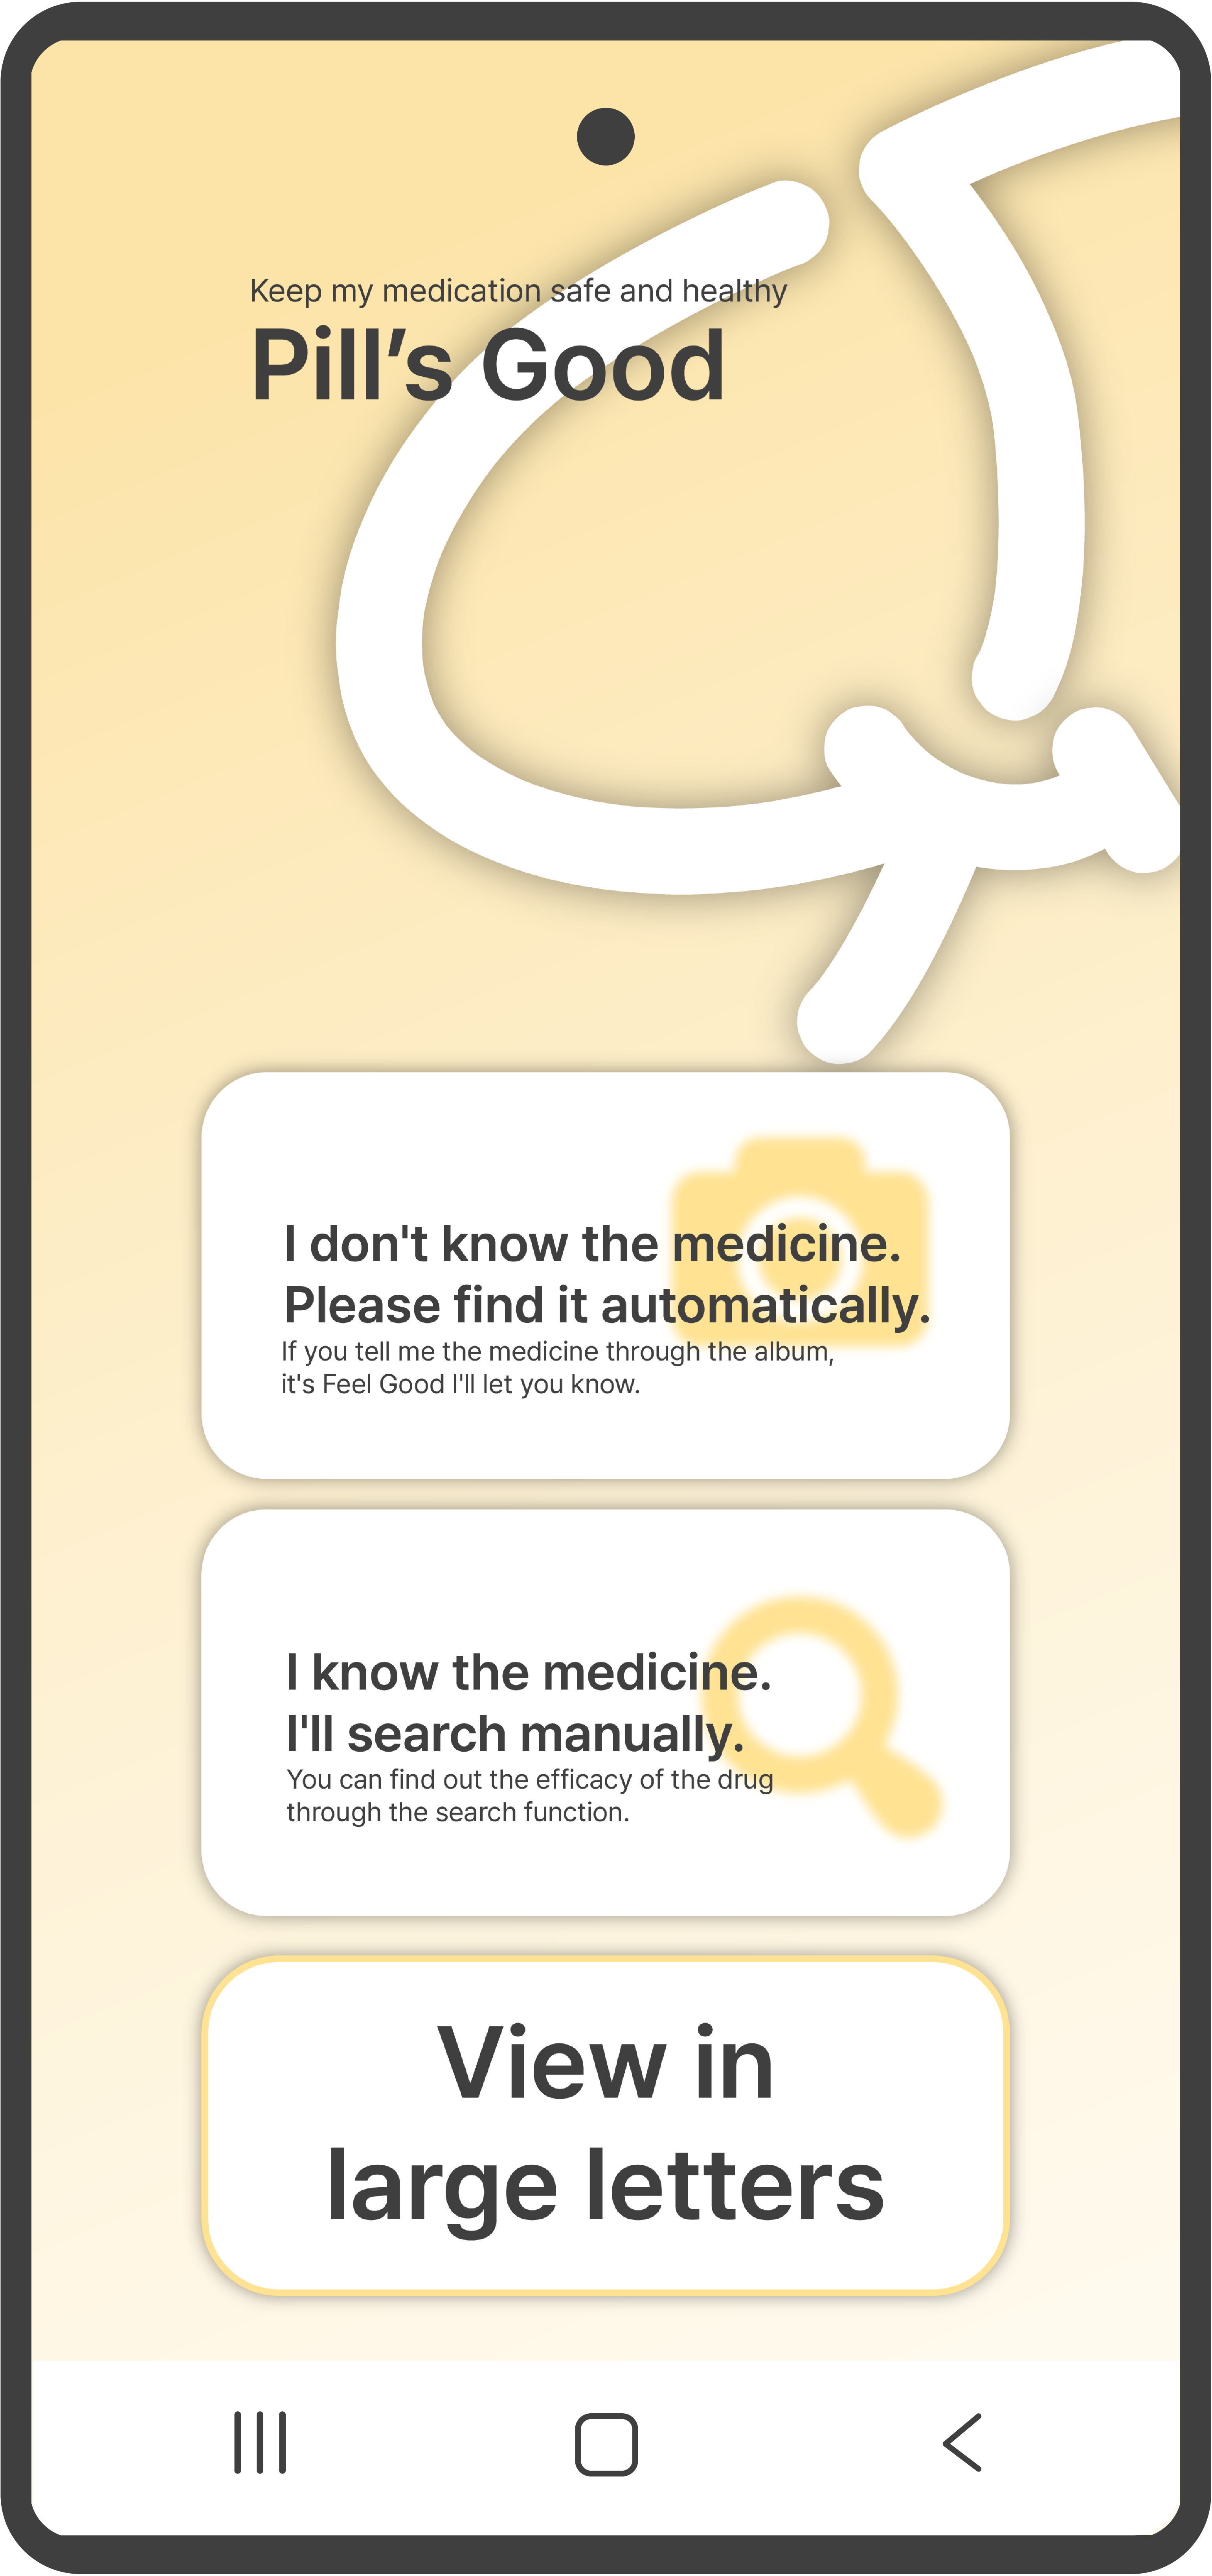 Keep my medication safe and healthy
Pill’s Good
I don't know the medicine.
Please find it automatically.
If you tell me the medicine through the album,
it's Feel Good I'll let you know.
I know the medicine.
I'll search manually.
You can find out the efficacy of the drug
through the search function.
View in
large letters